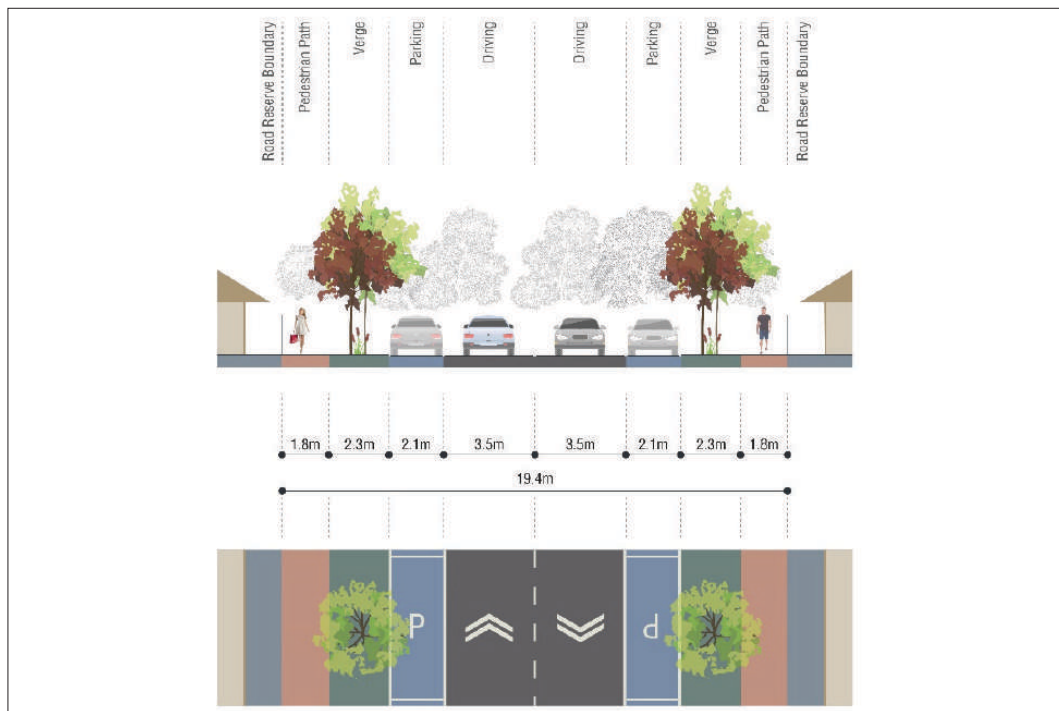 Road Reserve Boundary
Pedestrian Path
Verge
Parking
Driving
Driving
Parking
Verge
Pedestrian Path
Road Reserve Boundary
1.8m 2.3m 2.1m 3.5m 3.5m 2.1m 2.3m 1.8m
19.4m
P P